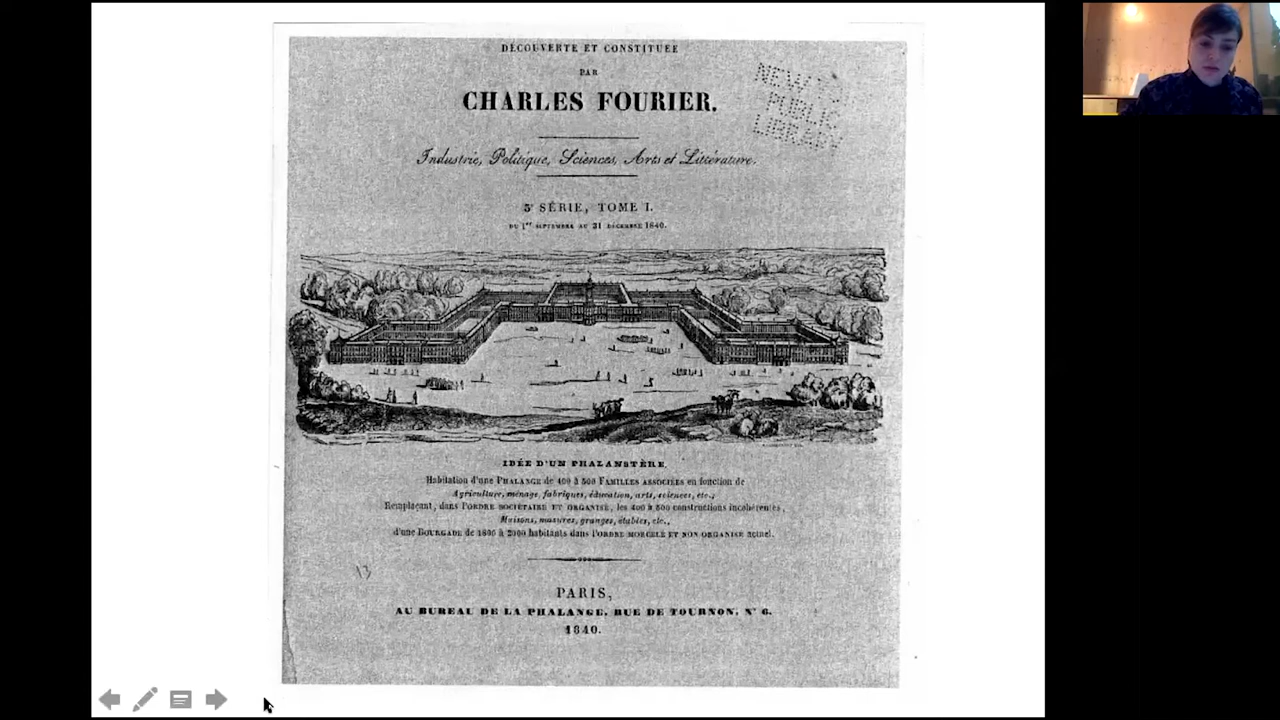 DÉCOUVERTE ET CONSTITUÉE
PAR
CHARLES FOURIER.
Industrie, Politique, Sciences, Arts et Littérature.
3e SÉRIE, TOME I.
DU 1er SEPTEMBRE AU 31 DÉCEMBRE 1840.
NEW
PUBLIC
LIBRARY
IDÉE D'UN PHALANSTÈRE.
Habitation d'une PHALANGE de 400 à 500 FAMILLES ASSOCIÉES en fonction de
Agriculture, ménage, fabriques, éducation, arts, sciences, etc.,
Remplaçant, dans l'ORDRE SOCIÉTAIRE ET ORGANISÉ, les 400 à 500 constructions incohérentes,
Maisons, masures, granges, étables, etc.,
d'une BOURGADE de 1800 à 2000 habitants dans l'ORDRE MORCELÉ ET NON ORGANISÉ actuel.
13
PARIS,
AU BUREAU DE LA PHALANGE, RUE DE TOURNON, N° 6.
1840.